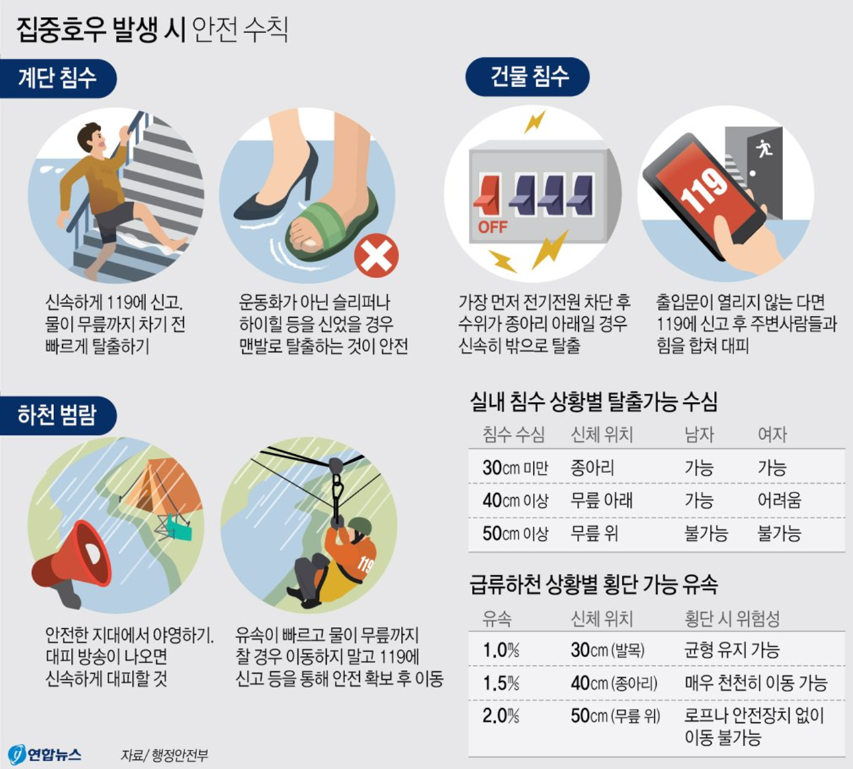 집중호우 발생 시 안전 수칙
계단 침수
신속하게 119에 신고.
물이 무릎까지 차기 전
빠르게 탈출하기
운동화가 아닌 슬리퍼나
하이힐 등을 신었을 경우
맨발로 탈출하는 것이 안전
건물 침수
OFF
가장 먼저 전기전원 차단 후
수위가 종아리 아래일 경우
신속히 밖으로 탈출
119
출입문이 열리지 않는 다면
119에 신고 후 주변사람들과
힘을 합쳐 대피
하천 범람
안전한 지대에서 야영하기.
대피 방송이 나오면
신속하게 대피할 것
119
유속이 빠르고 물이 무릎까지
찰 경우 이동하지 말고 119에
신고 등을 통해 안전 확보 후 이동
실내 침수 상황별 탈출가능 수심
침수 수심 신체 위치 남자 여자
30cm 미만 종아리 가능 가능
40cm 이상 무릎 아래 가능 어려움
50cm 이상 무릎 위 불가능 불가능
급류하천 상황별 횡단 가능 유속
유속 신체 위치 횡단 시 위험성
1.0㎧ 30cm (발목) 균형 유지 가능
1.5㎧ 40cm (종아리) 매우 천천히 이동 가능
2.0㎧ 50cm (무릎 위) 로프나 안전장치 없이
이동 불가능
연합뉴스 자료/ 행정안전부